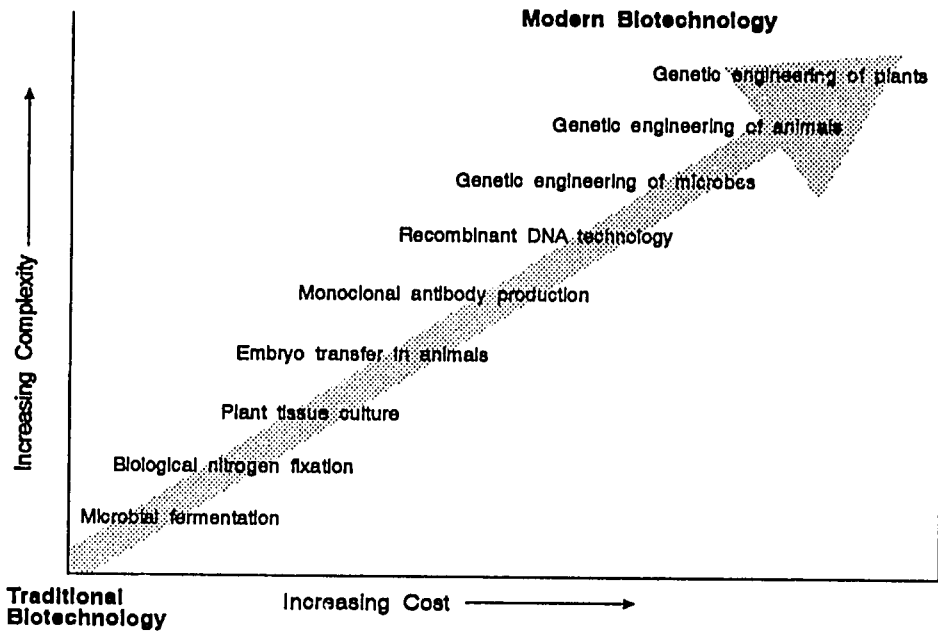 Modern Biotechnology
Genetic engineering of plants
Genetic engineering of animals
Genetic engineering of microbes
Recombinant DNA technology
Monoclonal antibody production
Embryo transfer in animals
Plant tissue culture
Biological nitrogen fixation
Microbial fermentation
Increasing Complexity
Traditional
Biotechnology
Increasing Cost